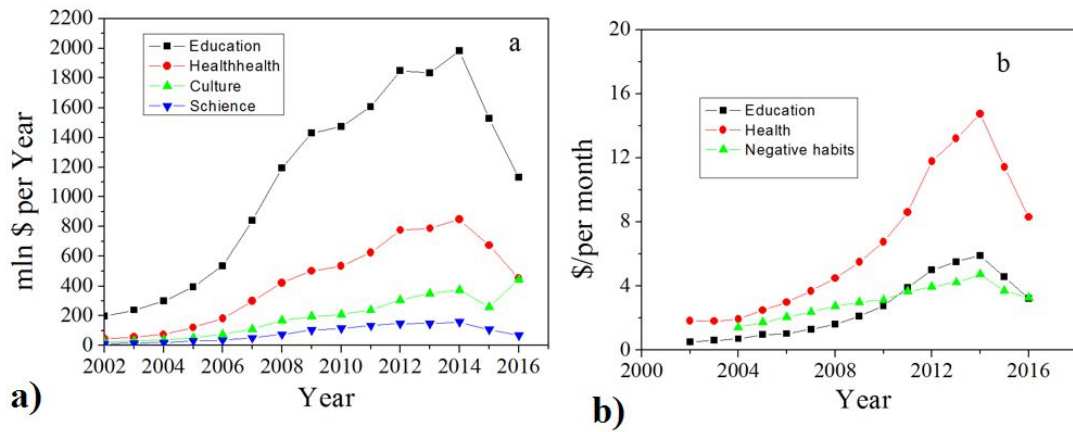 a
mln $ per Year
2200
2000
1800
1600
1400
1200
1000
800
600
400
200
0
Education
Healthhealth
Culture
Schience
2002 2004 2006 2008 2010 2012 2014 2016
Year
a)
b
$/per month
20
16
12
8
4
0
Education
Health
Negative habits
2000 2004 2008 2012 2016
Year
b)